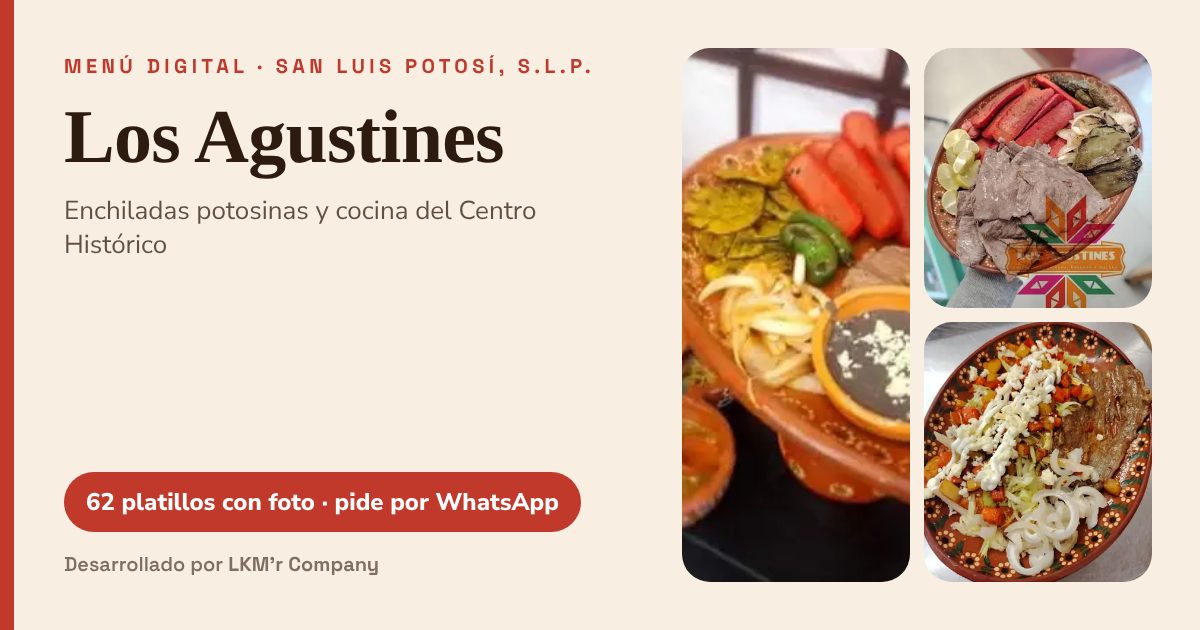 MENÚ DIGITAL · SAN LUIS POTOSÍ, S.L.P.
Los Agustines
Enchiladas potosinas y cocina del Centro
Histórico
62 platillos con foto · pide por WhatsApp
Desarrollado por LKM’r Company